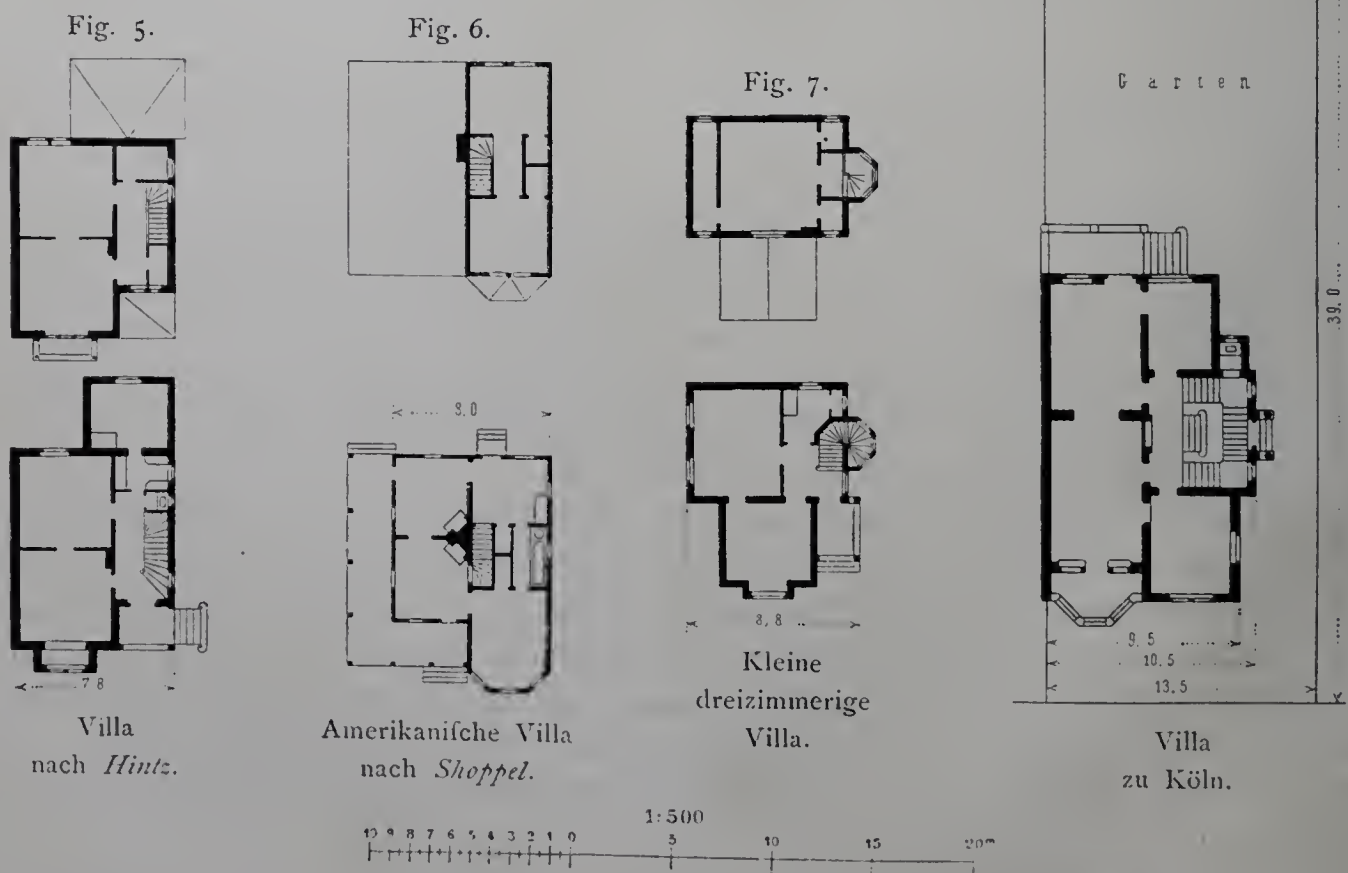 Fig. 5.
Fig. 6.
Fig. 7.
Garten
39.0
8.0
7.8
8,8
9.5
10.5
13.5
Villa
nach Hintz.
Amerikaniſche Villa
nach Shoppel.
Kleine
dreizimmerige
Villa.
Villa
zu Köln.
1:500
10 9 8 7 6 5 4 3 2 1 0 5 10 15 20m